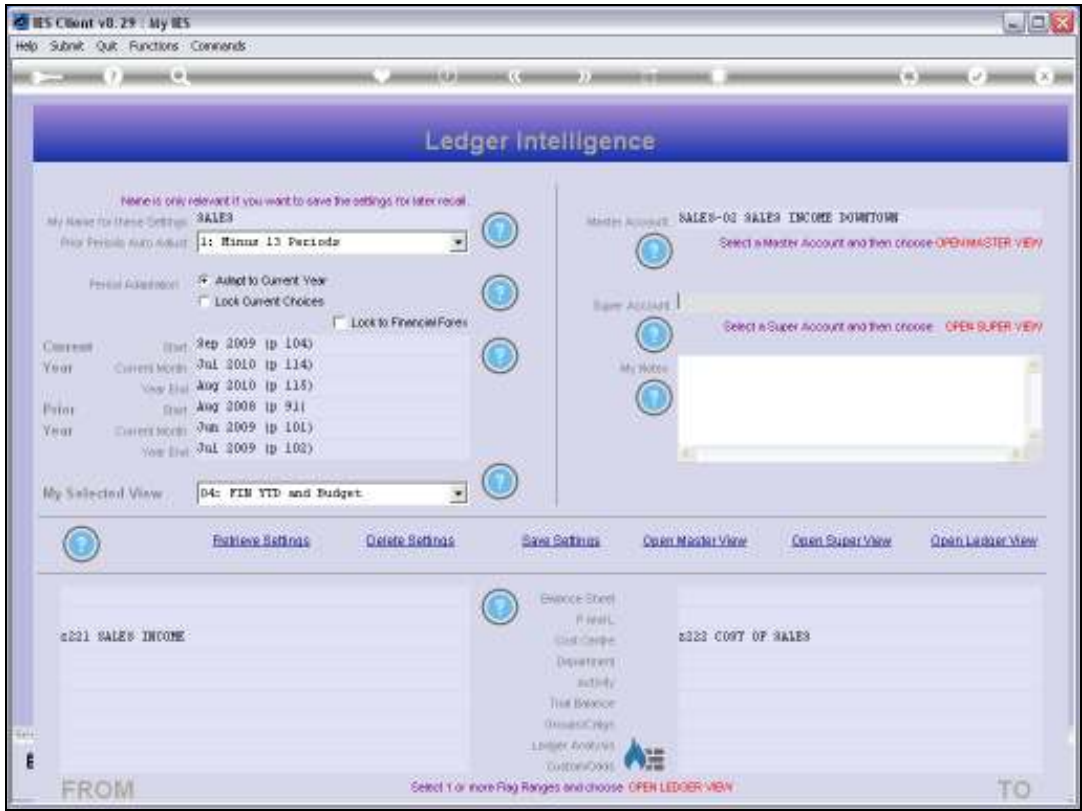 IES Client v8.29 : My IES
Help Submit Quit Functions Commands
Ledger Intelligence
Name is only relevant if you want to save the settings for later recall.
My Name for these Settings SALES
Prior Periods Auto Adjust 1: Minus 13 Periods
Period Adaptation Adapt to Current Year
Lock Current Choices
Lock to Financial Forex
Current Year Start Sep 2009 (p 104)
Current Month Jul 2010 (p 114)
Year End Aug 2010 (p 115)
Prior Year Start Aug 2008 (p 91)
Current Month Jun 2009 (p 101)
Year End Jul 2009 (p 102)
My Selected View 04: FIN YTD and Budget
Master Account SALES-02 SALES INCOME DOWNTOWN
Select a Master Account and then choose OPEN MASTER VIEW
Super Account
Select a Super Account and then choose OPEN SUPER VIEW
My Notes
Retrieve Settings Delete Settings Save Settings Open Master View Open Super View Open Ledger View
Balance Sheet
P and L
z221 SALES INCOME Cost Centre z222 COST OF SALES
Department
Activity
Trial Balance
Ledger Analysis
FROM Select 1 or more Flag Ranges and choose OPEN LEDGER VIEW TO